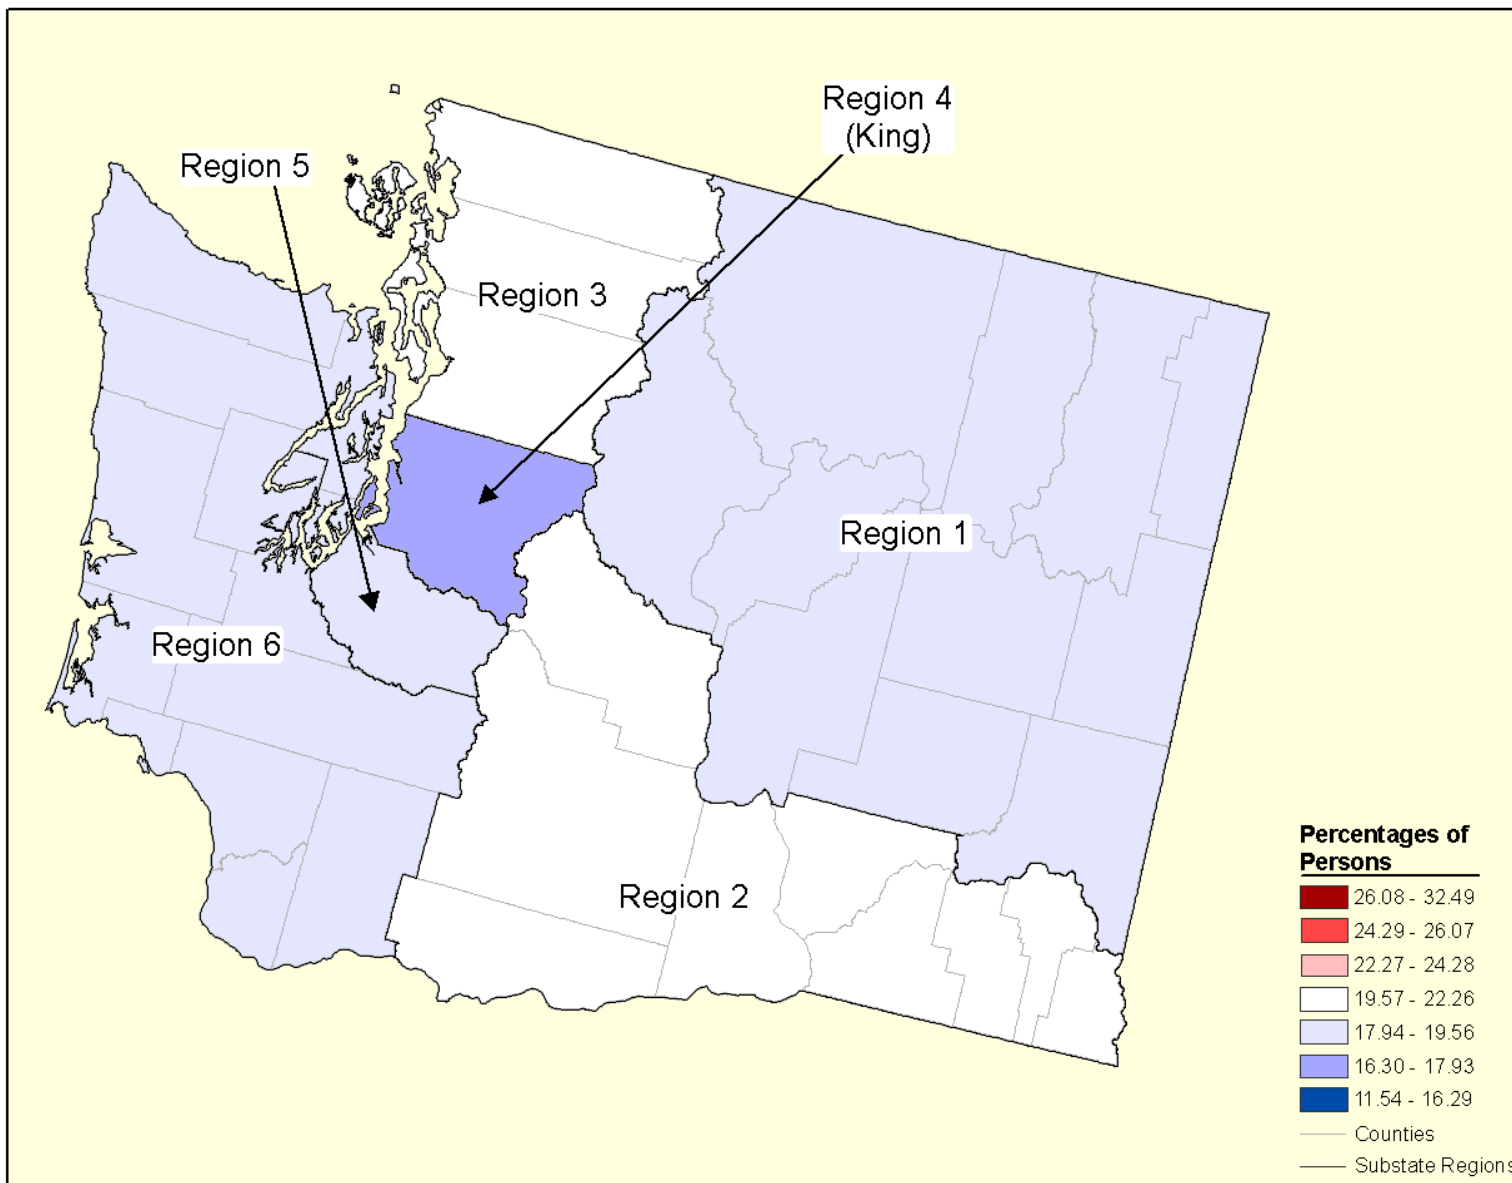 Region 4
(King)
Region 5
Region 3
Region 1
Region 6
Region 2
Percentages of
Persons
26.08 - 32.49
24.29 - 26.07
22.27 - 24.28
19.57 - 22.26
17.94 - 19.56
16.30 - 17.93
11.54 - 16.29
Counties
Substate Regions